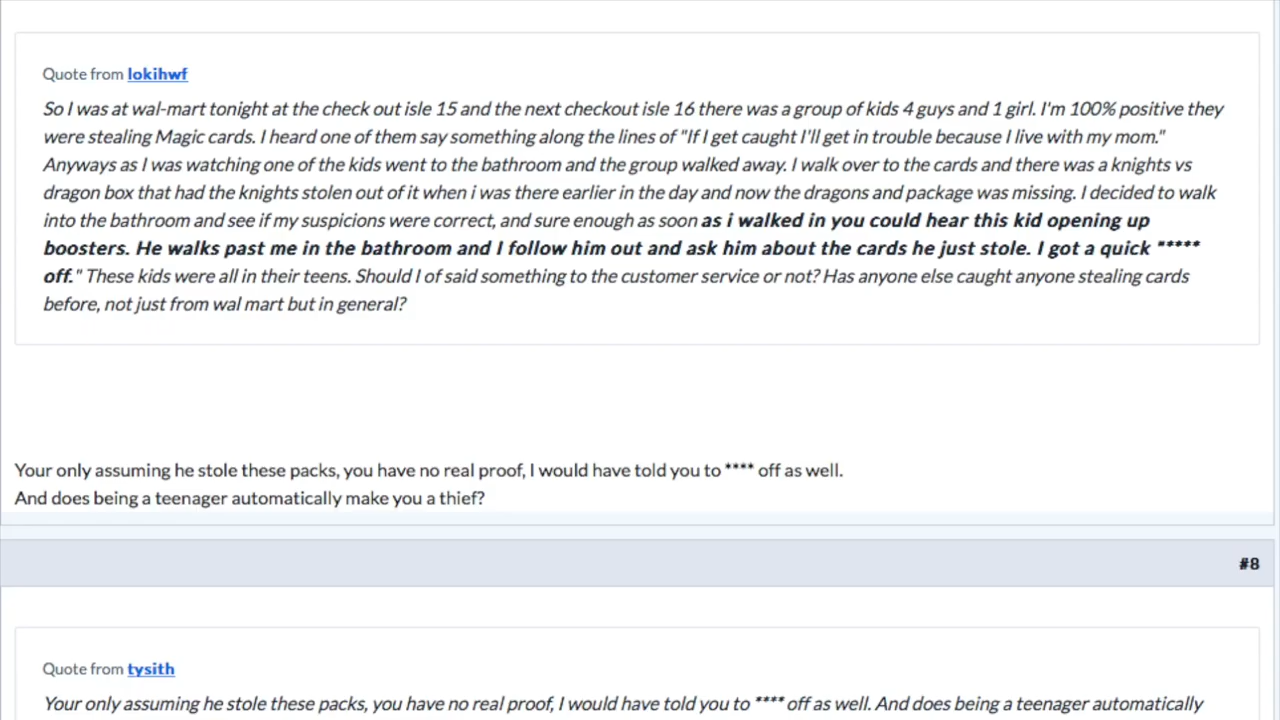 Quote from lokihwf
So I was at wal-mart tonight at the check out isle 15 and the next checkout isle 16 there was a group of kids 4 guys and 1 girl. I'm 100% positive they
were stealing Magic cards. I heard one of them say something along the lines of "If I get caught I'll get in trouble because I live with my mom."
Anyways as I was watching one of the kids went to the bathroom and the group walked away. I walk over to the cards and there was a knights vs
dragon box that had the knights stolen out of it when i was there earlier in the day and now the dragons and package was missing. I decided to walk
into the bathroom and see if my suspicions were correct, and sure enough as soon as i walked in you could hear this kid opening up
boosters. He walks past me in the bathroom and I follow him out and ask him about the cards he just stole. I got a quick "****
off." These kids were all in their teens. Should I of said something to the customer service or not? Has anyone else caught anyone stealing cards
before, not just from wal mart but in general?
Your only assuming he stole these packs, you have no real proof, I would have told you to **** off as well.
And does being a teenager automatically make you a thief?
#8
Quote from tysith
Your only assuming he stole these packs, you have no real proof, I would have told you to **** off as well. And does being a teenager automatically